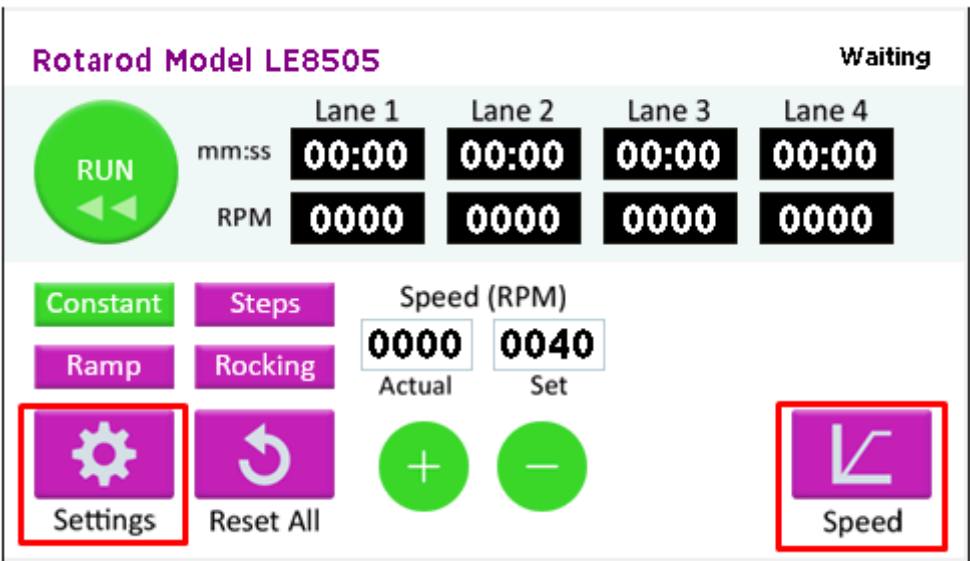 Rotarod Model LE8505 Waiting
Lane 1 Lane 2 Lane 3 Lane 4
RUN mm:ss 00:00 00:00 00:00 00:00
RPM 0000 0000 0000 0000
Constant Steps Speed (RPM)
0000 0040
Ramp Rocking Actual Set
+ −
Settings Reset All Speed